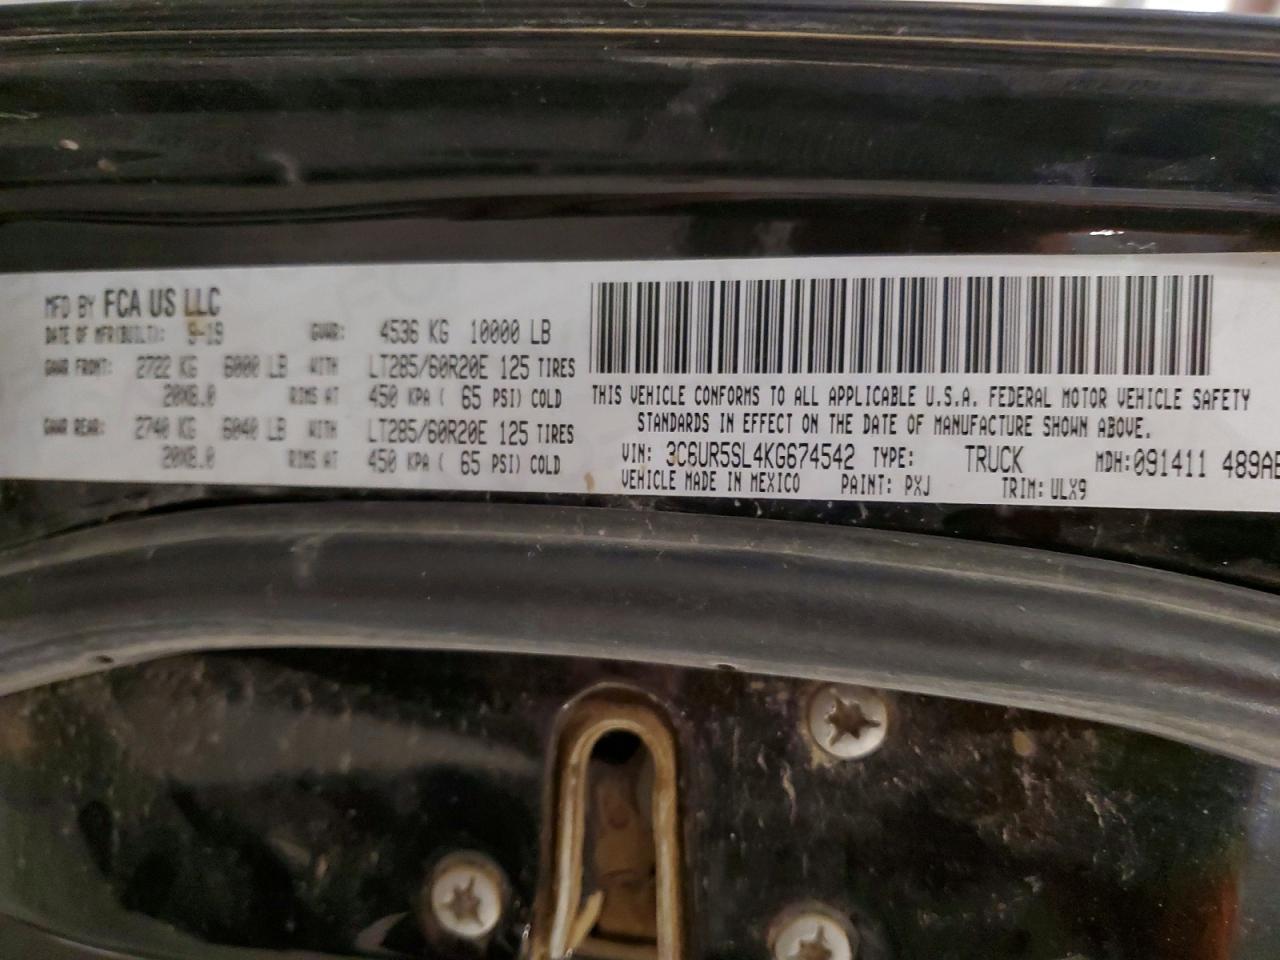 MFD BY FCA US LLC
DATE OF MFR(BUILT): 9-19 GVWR: 4536 KG 10000 LB
GAWR FRONT: 2722 KG 6000 LB WITH LT285/60R20E 125 TIRES
20X8.0 RIMS AT 450 KPA ( 65 PSI) COLD
GAWR REAR: 2740 KG 6040 LB WITH LT285/60R20E 125 TIRES
20X8.0 RIMS AT 450 KPA ( 65 PSI) COLD
THIS VEHICLE CONFORMS TO ALL APPLICABLE U.S.A. FEDERAL MOTOR VEHICLE SAFETY
STANDARDS IN EFFECT ON THE DATE OF MANUFACTURE SHOWN ABOVE.
VIN: 3C6UR5SL4KG674542 TYPE: TRUCK MDH:091411 489AE
VEHICLE MADE IN MEXICO PAINT: PXJ TRIM: ULX9